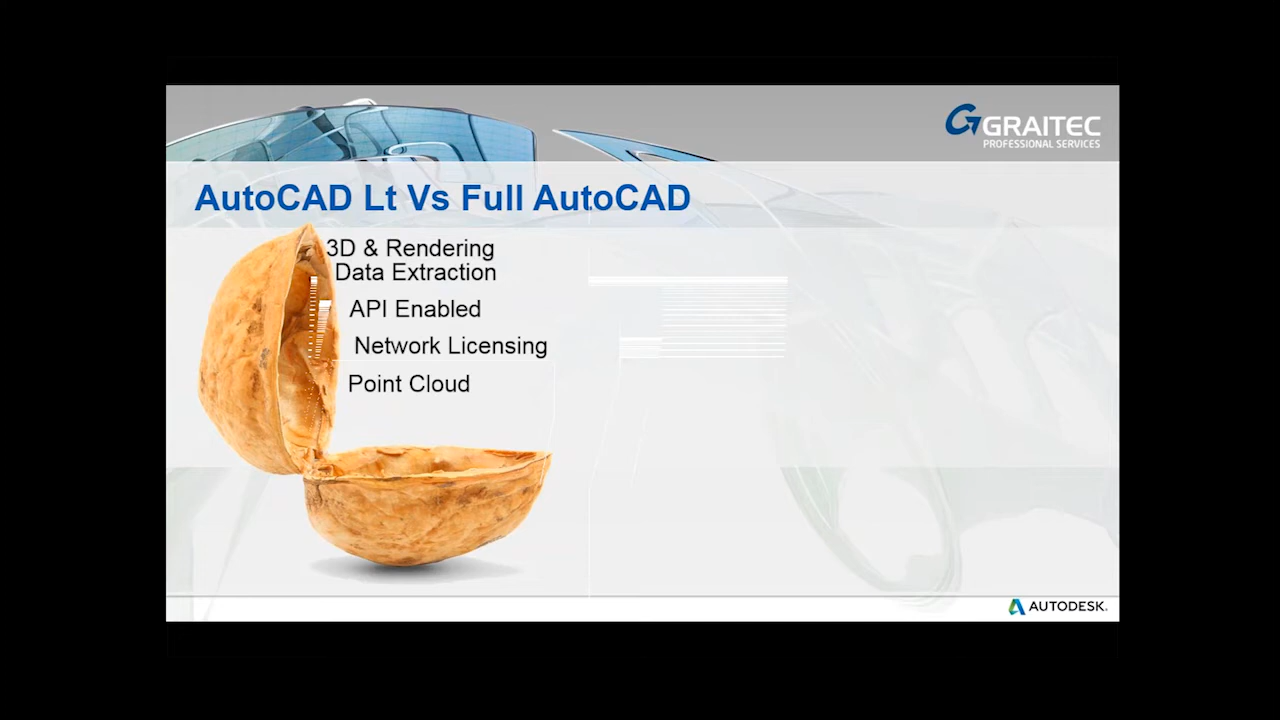 GRAITEC
PROFESSIONAL SERVICES
AutoCAD Lt Vs Full AutoCAD
3D & Rendering
Data Extraction
API Enabled
Network Licensing
Point Cloud
AUTODESK.